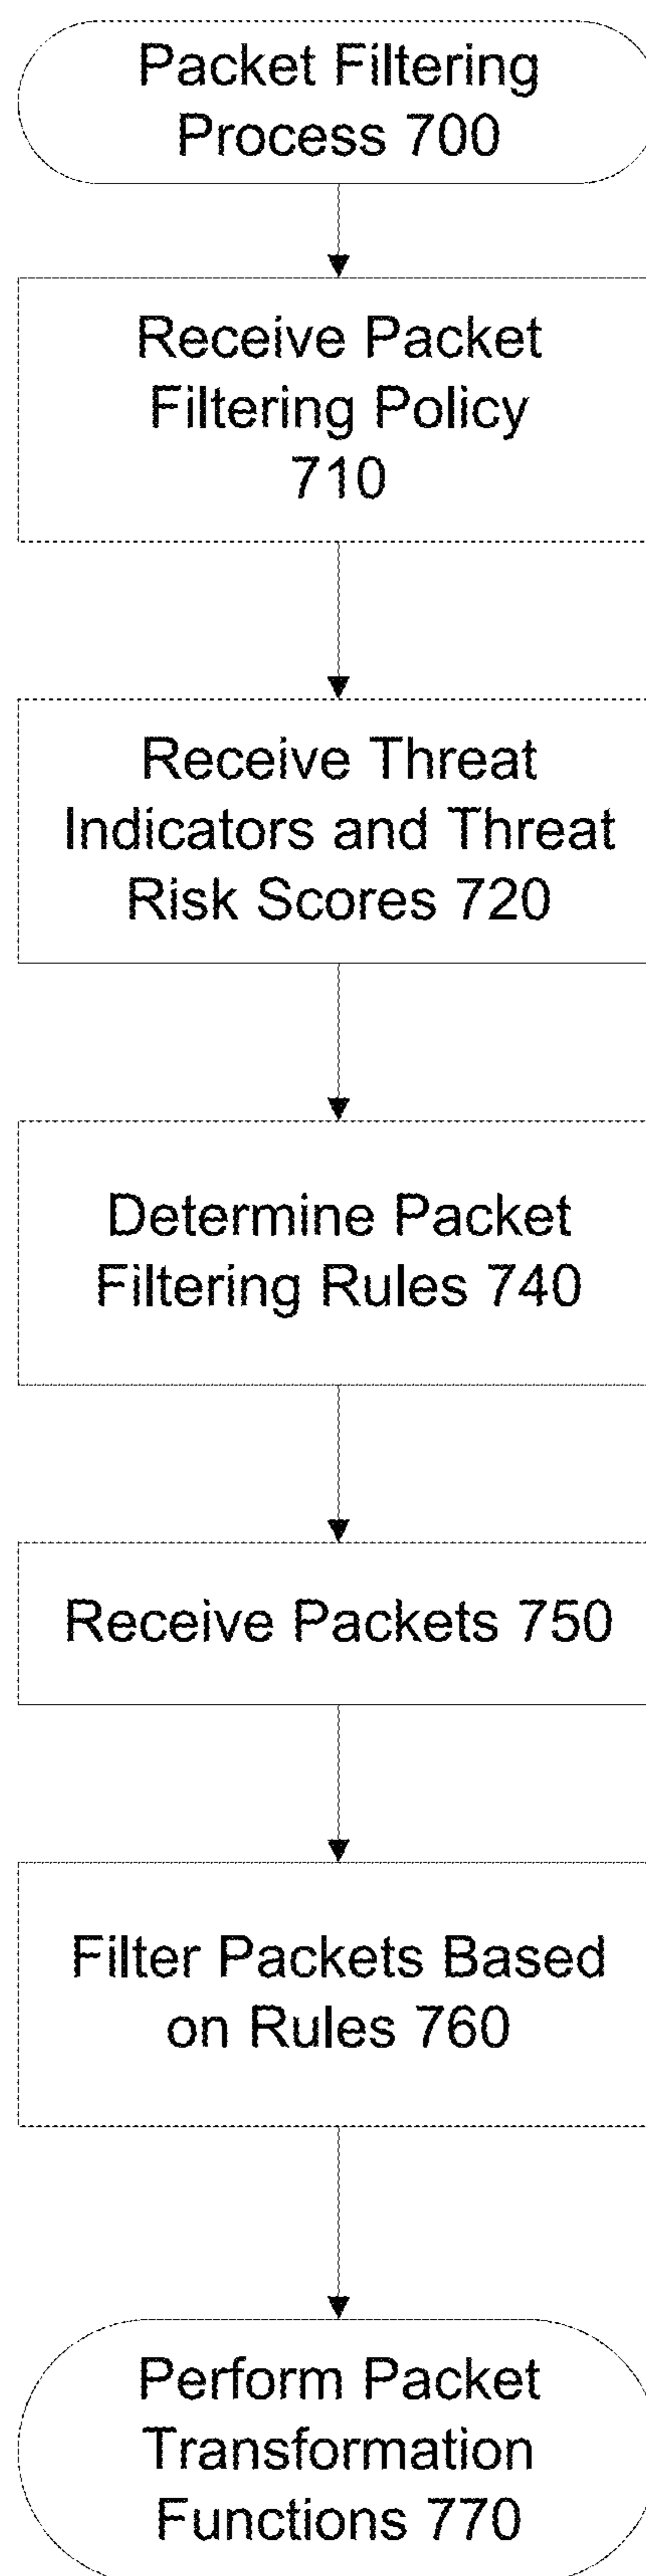 Packet Filtering
Process 700
Receive Packet
Filtering Policy
710
Receive Threat
Indicators and Threat
Risk Scores 720
Determine Packet
Filtering Rules 740
Receive Packets 750
Filter Packets Based
on Rules 760
Perform Packet
Transformation
Functions 770